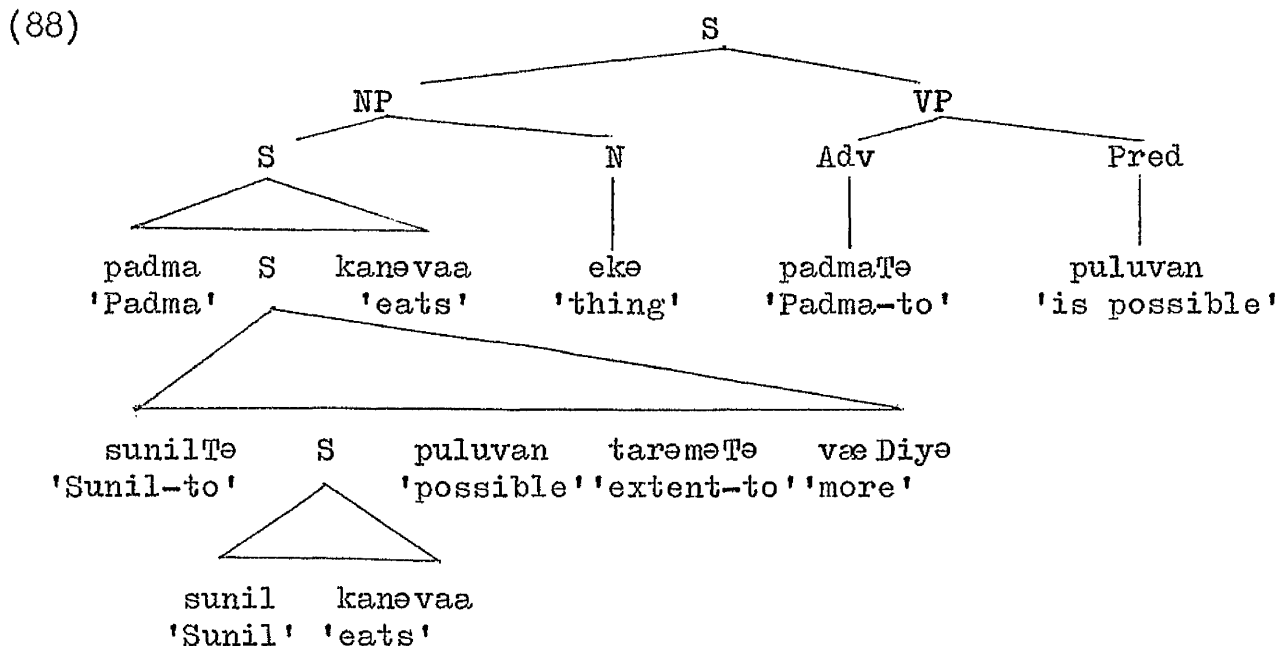 (88) S
NP VP
S N Adv Pred
padma S kanəvaa ekə padmaTə puluvan
'Padma' 'eats' 'thing' 'Padma-to' 'is possible'
sunilTə S puluvan tarəməTə væDiyə
'Sunil-to' 'possible' 'extent-to' 'more'
sunil kanəvaa
'Sunil' 'eats'